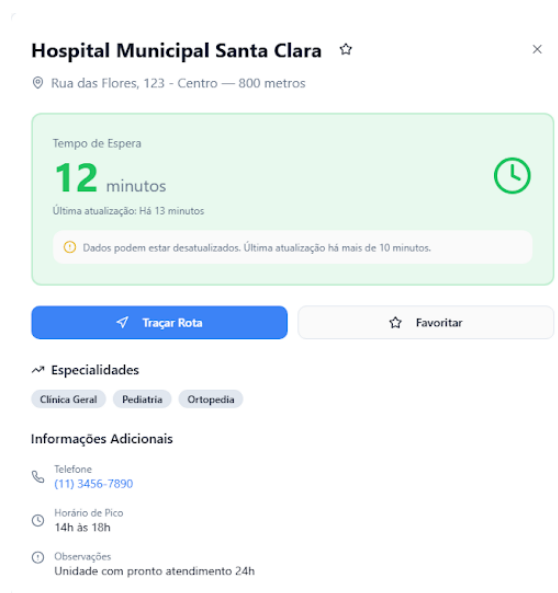 Hospital Municipal Santa Clara
Rua das Flores, 123 - Centro — 800 metros
Tempo de Espera
12 minutos
Última atualização: Há 13 minutos
Dados podem estar desatualizados. Última atualização há mais de 10 minutos.
Traçar Rota
Favoritar
Especialidades
Clínica Geral Pediatria Ortopedia
Informações Adicionais
Telefone
(11) 3456-7890
Horário de Pico
14h às 18h
Observações
Unidade com pronto atendimento 24h